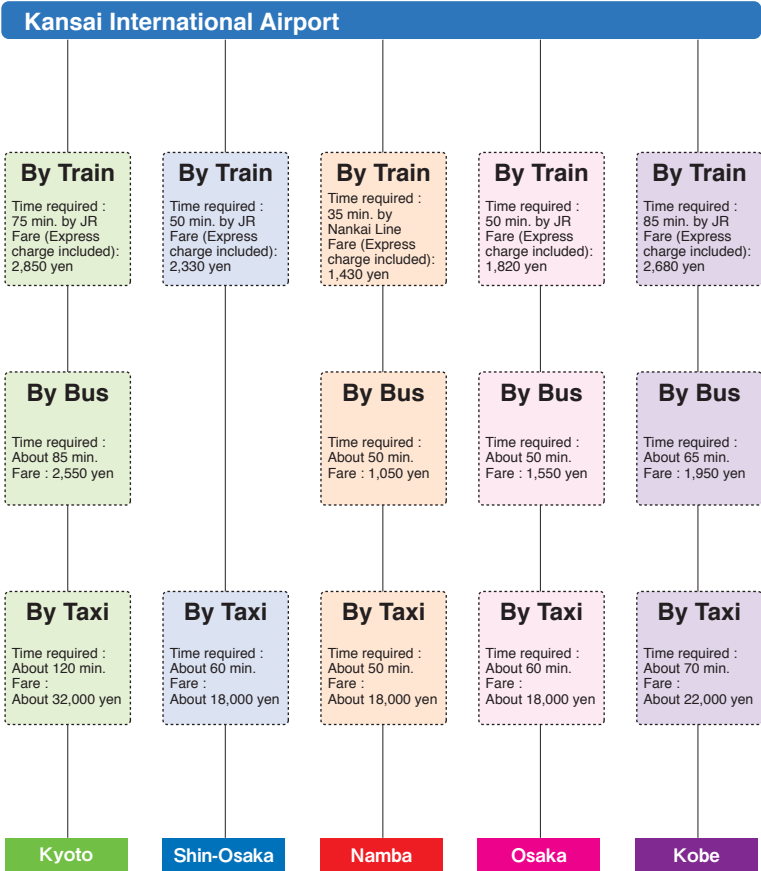 Kansai International Airport
By Train
Time required :
75 min. by JR
Fare (Express
charge included):
2,850 yen
By Train
Time required :
50 min. by JR
Fare (Express
charge included):
2,330 yen
By Train
Time required :
35 min. by
Nankai Line
Fare (Express
charge included):
1,430 yen
By Train
Time required :
50 min. by JR
Fare (Express
charge included):
1,820 yen
By Train
Time required :
85 min. by JR
Fare (Express
charge included):
2,680 yen
By Bus
Time required :
About 85 min.
Fare : 2,550 yen
By Bus
Time required :
About 50 min.
Fare : 1,050 yen
By Bus
Time required :
About 50 min.
Fare : 1,550 yen
By Bus
Time required :
About 65 min.
Fare : 1,950 yen
By Taxi
Time required :
About 120 min.
Fare :
About 32,000 yen
By Taxi
Time required :
About 60 min.
Fare :
About 18,000 yen
By Taxi
Time required :
About 50 min.
Fare :
About 18,000 yen
By Taxi
Time required :
About 60 min.
Fare :
About 18,000 yen
By Taxi
Time required :
About 70 min.
Fare :
About 22,000 yen
Kyoto
Shin-Osaka
Namba
Osaka
Kobe